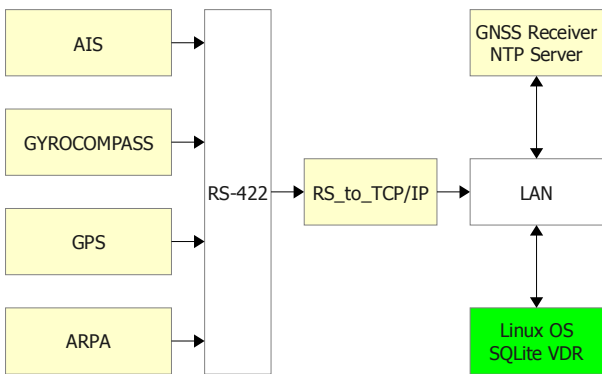 AIS
GYROCOMPASS
GPS
ARPA
RS-422
RS_to_TCP/IP
GNSS Receiver
NTP Server
LAN
Linux OS
SQLite VDR